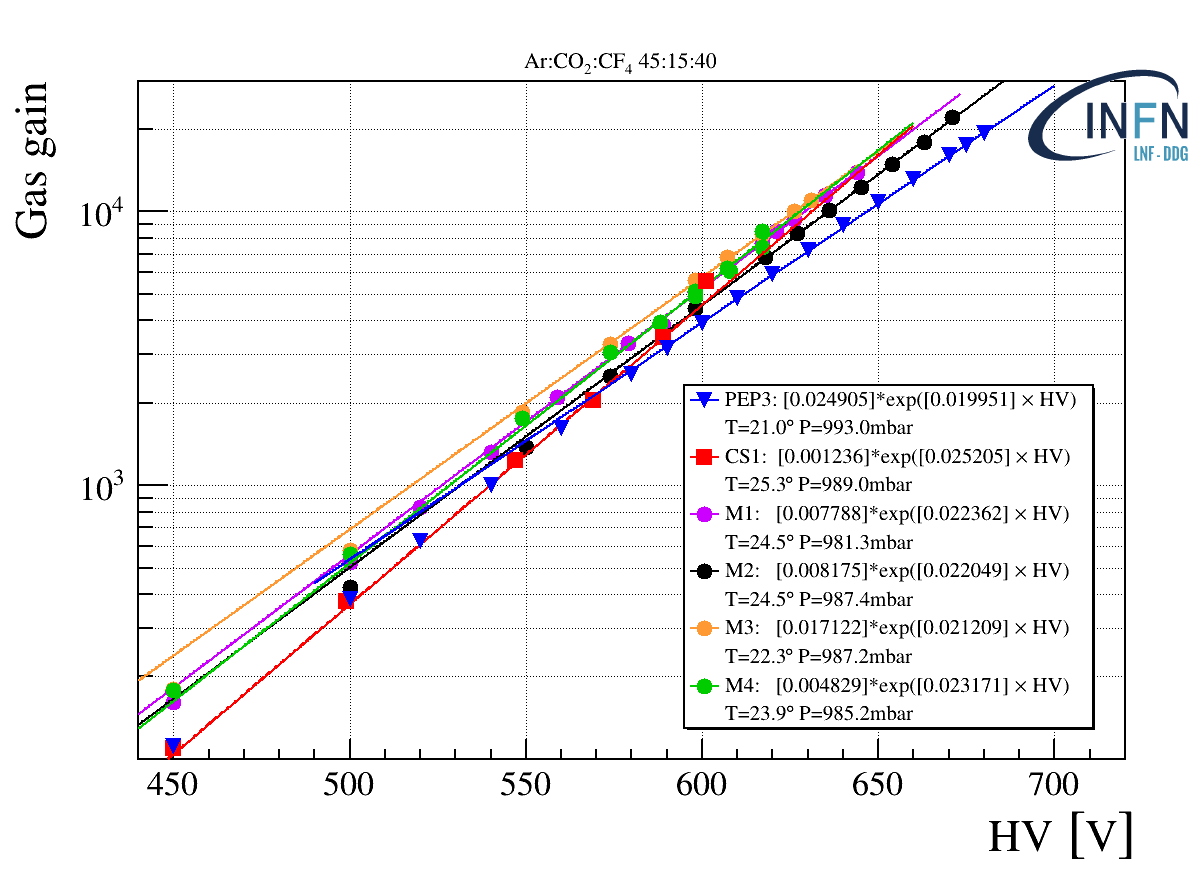 Ar:CO₂:CF₄ 45:15:40
INFN
LNF - DDG
Gas gain
10⁴
10³
PEP3: [0.024905]*exp([0.019951] × HV)
T=21.0° P=993.0mbar
CS1: [0.001236]*exp([0.025205] × HV)
T=25.3° P=989.0mbar
M1: [0.007788]*exp([0.022362] × HV)
T=24.5° P=981.3mbar
M2: [0.008175]*exp([0.022049] × HV)
T=24.5° P=987.4mbar
M3: [0.017122]*exp([0.021209] × HV)
T=22.3° P=987.2mbar
M4: [0.004829]*exp([0.023171] × HV)
T=23.9° P=985.2mbar
450 500 550 600 650 700
HV [V]